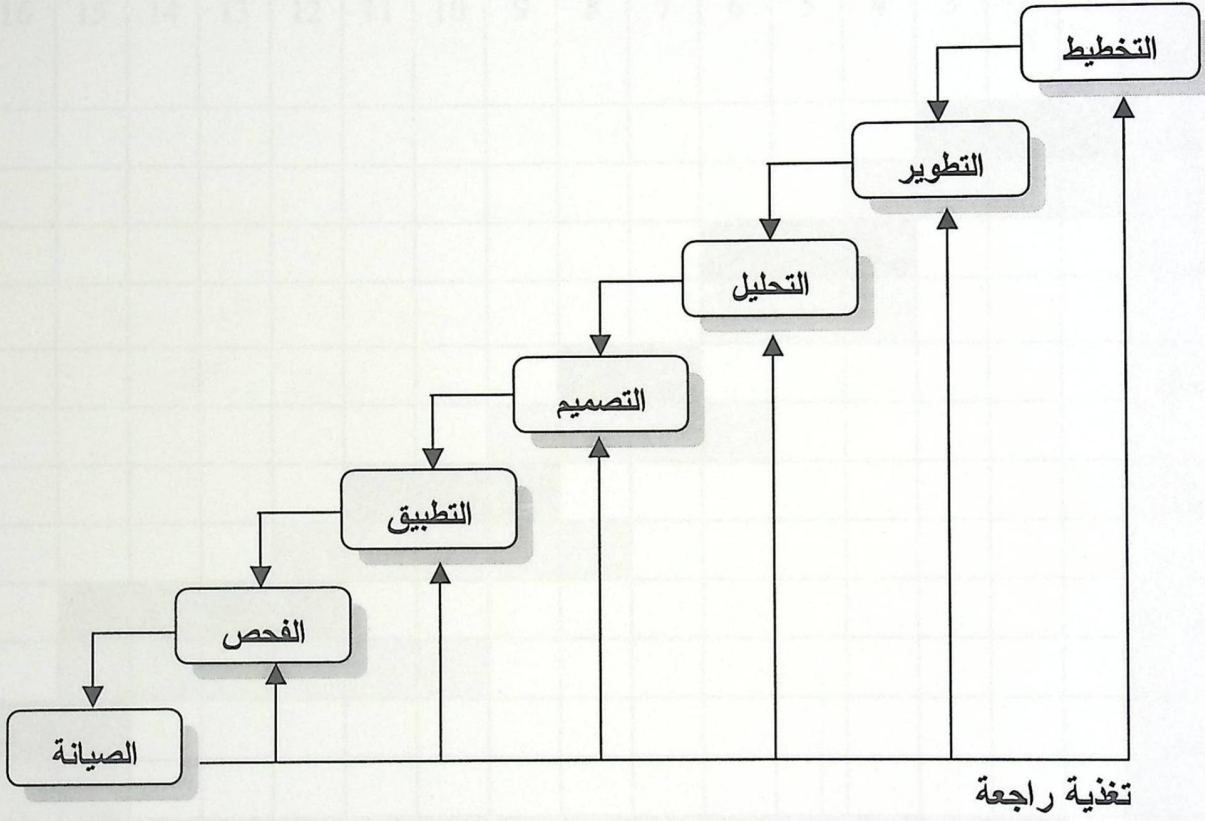 التخطيط
التطوير
التحليل
التصميم
التطبيق
الفحص
الصيانة
تغذية راجعة